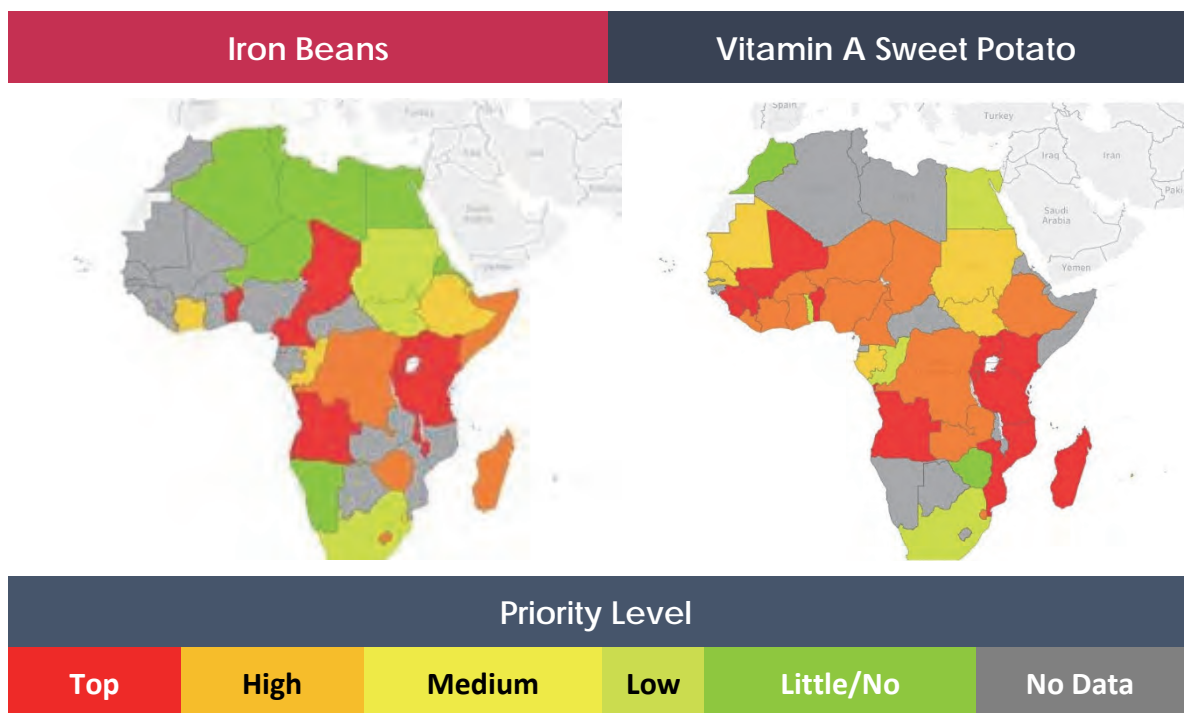 Iron Beans
Vitamin A Sweet Potato
Turkey
Spain
Turkey
Iraq
Iran
Saudi
Arabia
Yemen
Priority Level
Top
High
Medium
Low
Little/No
No Data